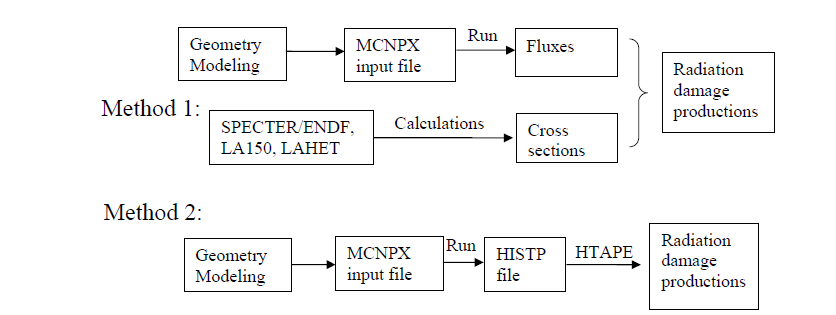 Geometry
Modeling
MCNPX
input file
Run
Fluxes
Radiation
damage
productions
Method 1:
SPECTER/ENDF,
LA150, LAHET
Calculations
Cross
sections
Method 2:
Geometry
Modeling
MCNPX
input file
Run
HISTP
file
HTAPE
Radiation
damage
productions